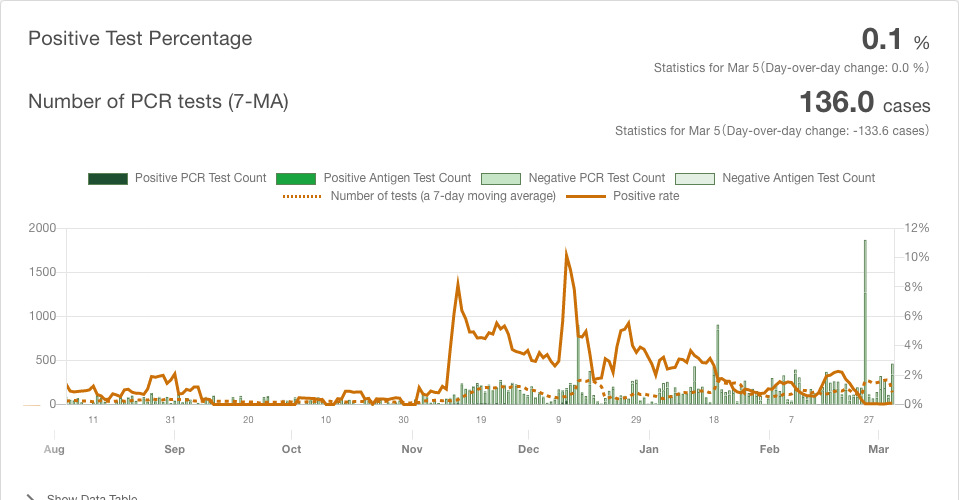 Positive Test Percentage
0.1 %
Statistics for Mar 5(Day-over-day change: 0.0 %)
Number of PCR tests (7-MA)
136.0 cases
Statistics for Mar 5(Day-over-day change: -133.6 cases)
Positive PCR Test Count Positive Antigen Test Count Negative PCR Test Count Negative Antigen Test Count
Number of tests (a 7-day moving average) Positive rate
2000 12%
10%
1500
8%
1000 6%
4%
500
2%
0 0%
11 31 20 10 30 19 9 29 18 7 27
Aug Sep Oct Nov Dec Jan Feb Mar
Show Data Table